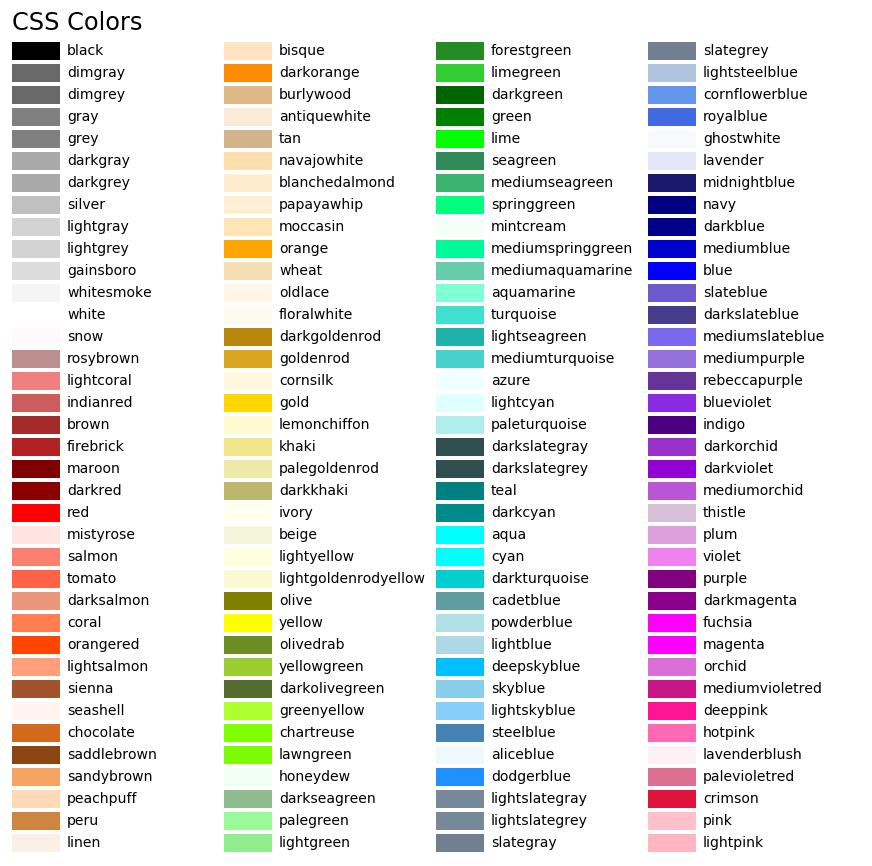 CSS Colors
black
dimgray
dimgrey
gray
grey
darkgray
darkgrey
silver
lightgray
lightgrey
gainsboro
whitesmoke
white
snow
rosybrown
lightcoral
indianred
brown
firebrick
maroon
darkred
red
mistyrose
salmon
tomato
darksalmon
coral
orangered
lightsalmon
sienna
seashell
chocolate
saddlebrown
sandybrown
peachpuff
peru
linen
bisque
darkorange
burlywood
antiquewhite
tan
navajowhite
blanchedalmond
papayawhip
moccasin
orange
wheat
oldlace
floralwhite
darkgoldenrod
goldenrod
cornsilk
gold
lemonchiffon
khaki
palegoldenrod
darkkhaki
ivory
beige
lightyellow
lightgoldenrodyellow
olive
yellow
olivedrab
yellowgreen
darkolivegreen
greenyellow
chartreuse
lawngreen
honeydew
darkseagreen
palegreen
lightgreen
forestgreen
limegreen
darkgreen
green
lime
seagreen
mediumseagreen
springgreen
mintcream
mediumspringgreen
mediumaquamarine
aquamarine
turquoise
lightseagreen
mediumturquoise
azure
lightcyan
paleturquoise
darkslategray
darkslategrey
teal
darkcyan
aqua
cyan
darkturquoise
cadetblue
powderblue
lightblue
deepskyblue
skyblue
lightskyblue
steelblue
aliceblue
dodgerblue
lightslategray
lightslategrey
slategray
slategrey
lightsteelblue
cornflowerblue
royalblue
ghostwhite
lavender
midnightblue
navy
darkblue
mediumblue
blue
slateblue
darkslateblue
mediumslateblue
mediumpurple
rebeccapurple
blueviolet
indigo
darkorchid
darkviolet
mediumorchid
thistle
plum
violet
purple
darkmagenta
fuchsia
magenta
orchid
mediumvioletred
deeppink
hotpink
lavenderblush
palevioletred
crimson
pink
lightpink